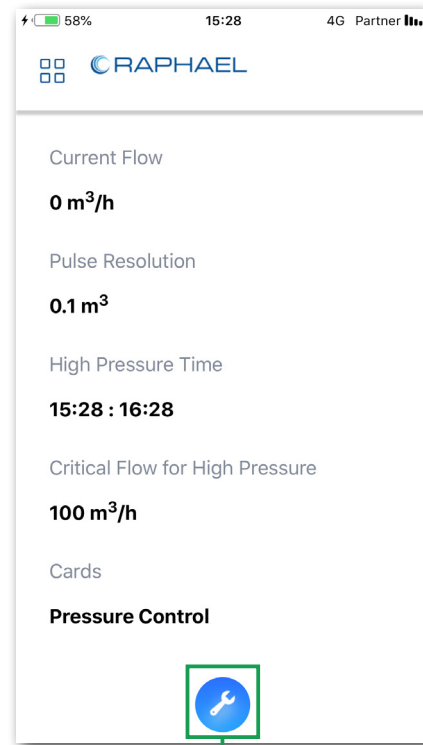 58% 15:28 4G Partner
RAPHAEL
Current Flow
0 m³/h
Pulse Resolution
0.1 m³
High Pressure Time
15:28 : 16:28
Critical Flow for High Pressure
100 m³/h
Cards
Pressure Control